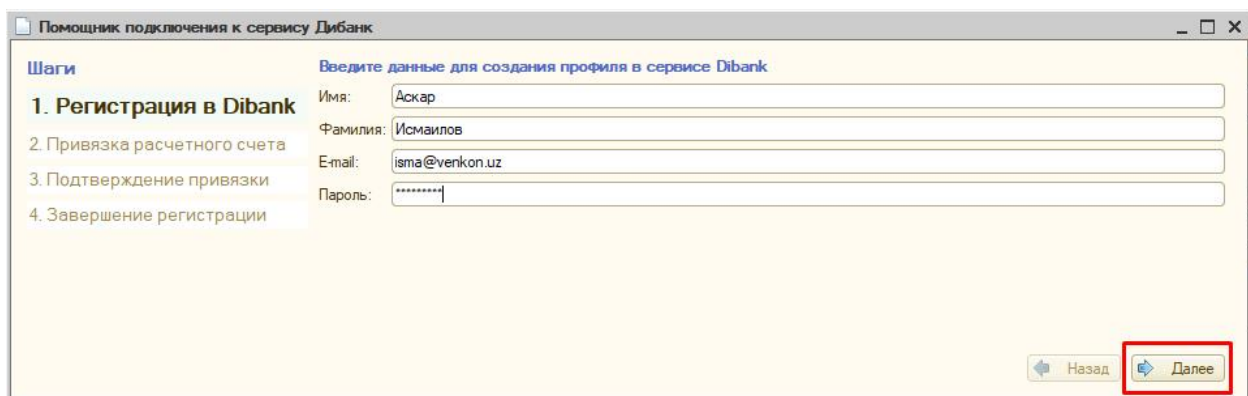 Помощник подключения к сервису Дибанк
Шаги
1. Регистрация в Dibank
2. Привязка расчетного счета
3. Подтверждение привязки
4. Завершение регистрации
Введите данные для создания профиля в сервисе Dibank
Имя: Аскар
Фамилия: Исмаилов
E-mail: isma@venkon.uz
Пароль: *********
Назад
Далее